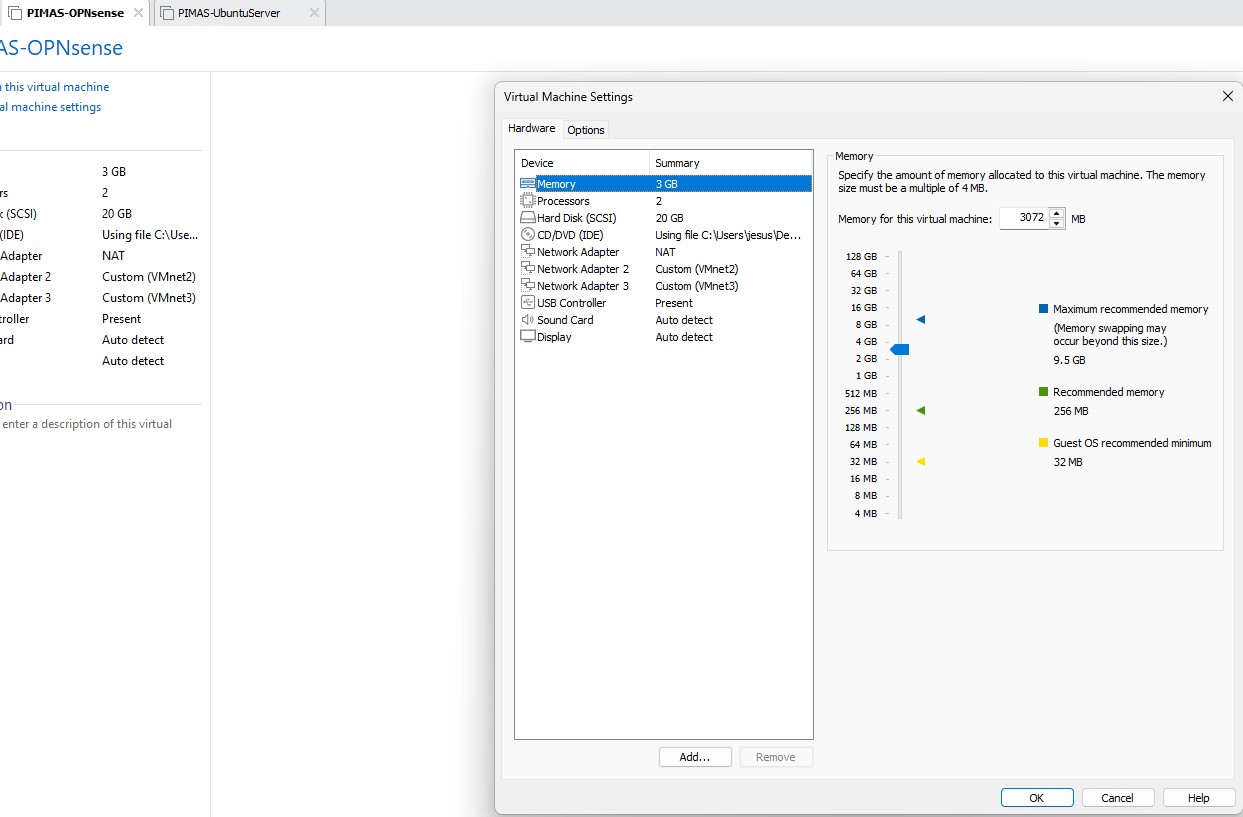 PIMAS-OPNsense
PIMAS-UbuntuServer
AS-OPNsense
this virtual machine
al machine settings
3 GB
rs 2
(SCSI) 20 GB
(IDE) Using file C:\Use...
Adapter NAT
Adapter 2 Custom (VMnet2)
Adapter 3 Custom (VMnet3)
troller Present
ard Auto detect
Auto detect
on
enter a description of this virtual
Virtual Machine Settings
Hardware Options
Device Summary
Memory 3 GB
Processors 2
Hard Disk (SCSI) 20 GB
CD/DVD (IDE) Using file C:\Users\jesus\De...
Network Adapter NAT
Network Adapter 2 Custom (VMnet2)
Network Adapter 3 Custom (VMnet3)
USB Controller Present
Sound Card Auto detect
Display Auto detect
Add... Remove
Memory
Specify the amount of memory allocated to this virtual machine. The memory
size must be a multiple of 4 MB.
Memory for this virtual machine: 3072 MB
128 GB
64 GB
32 GB
16 GB
8 GB
4 GB
2 GB
1 GB
512 MB
256 MB
128 MB
64 MB
32 MB
16 MB
8 MB
4 MB
Maximum recommended memory
(Memory swapping may
occur beyond this size.)
9.5 GB
Recommended memory
256 MB
Guest OS recommended minimum
32 MB
OK Cancel Help